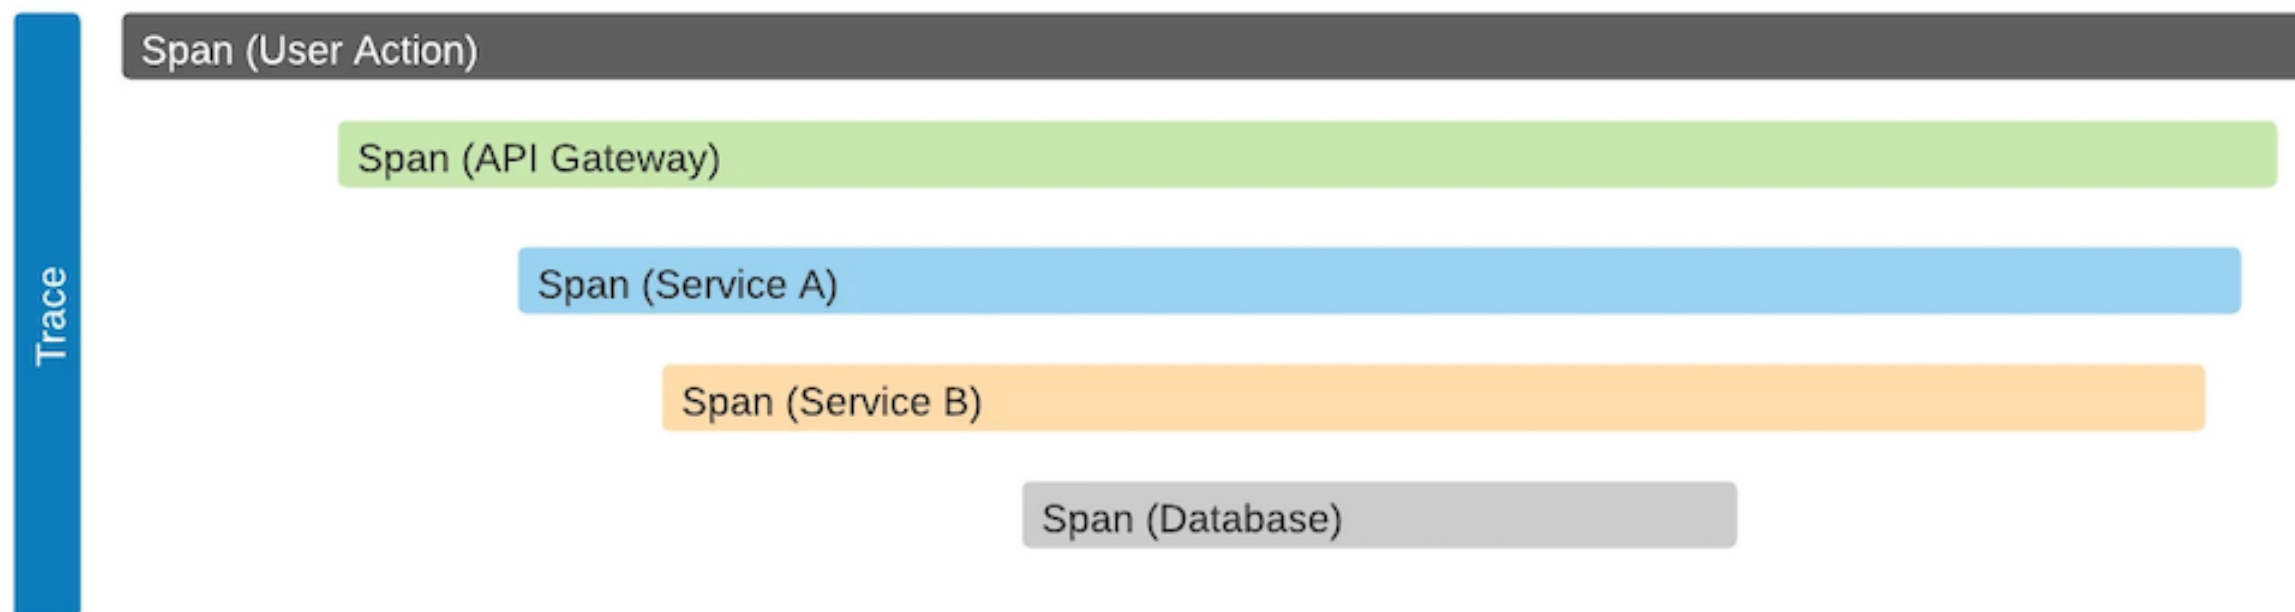 Span (User Action)
Span (API Gateway)
Span (Service A)
Trace
Span (Service B)
Span (Database)